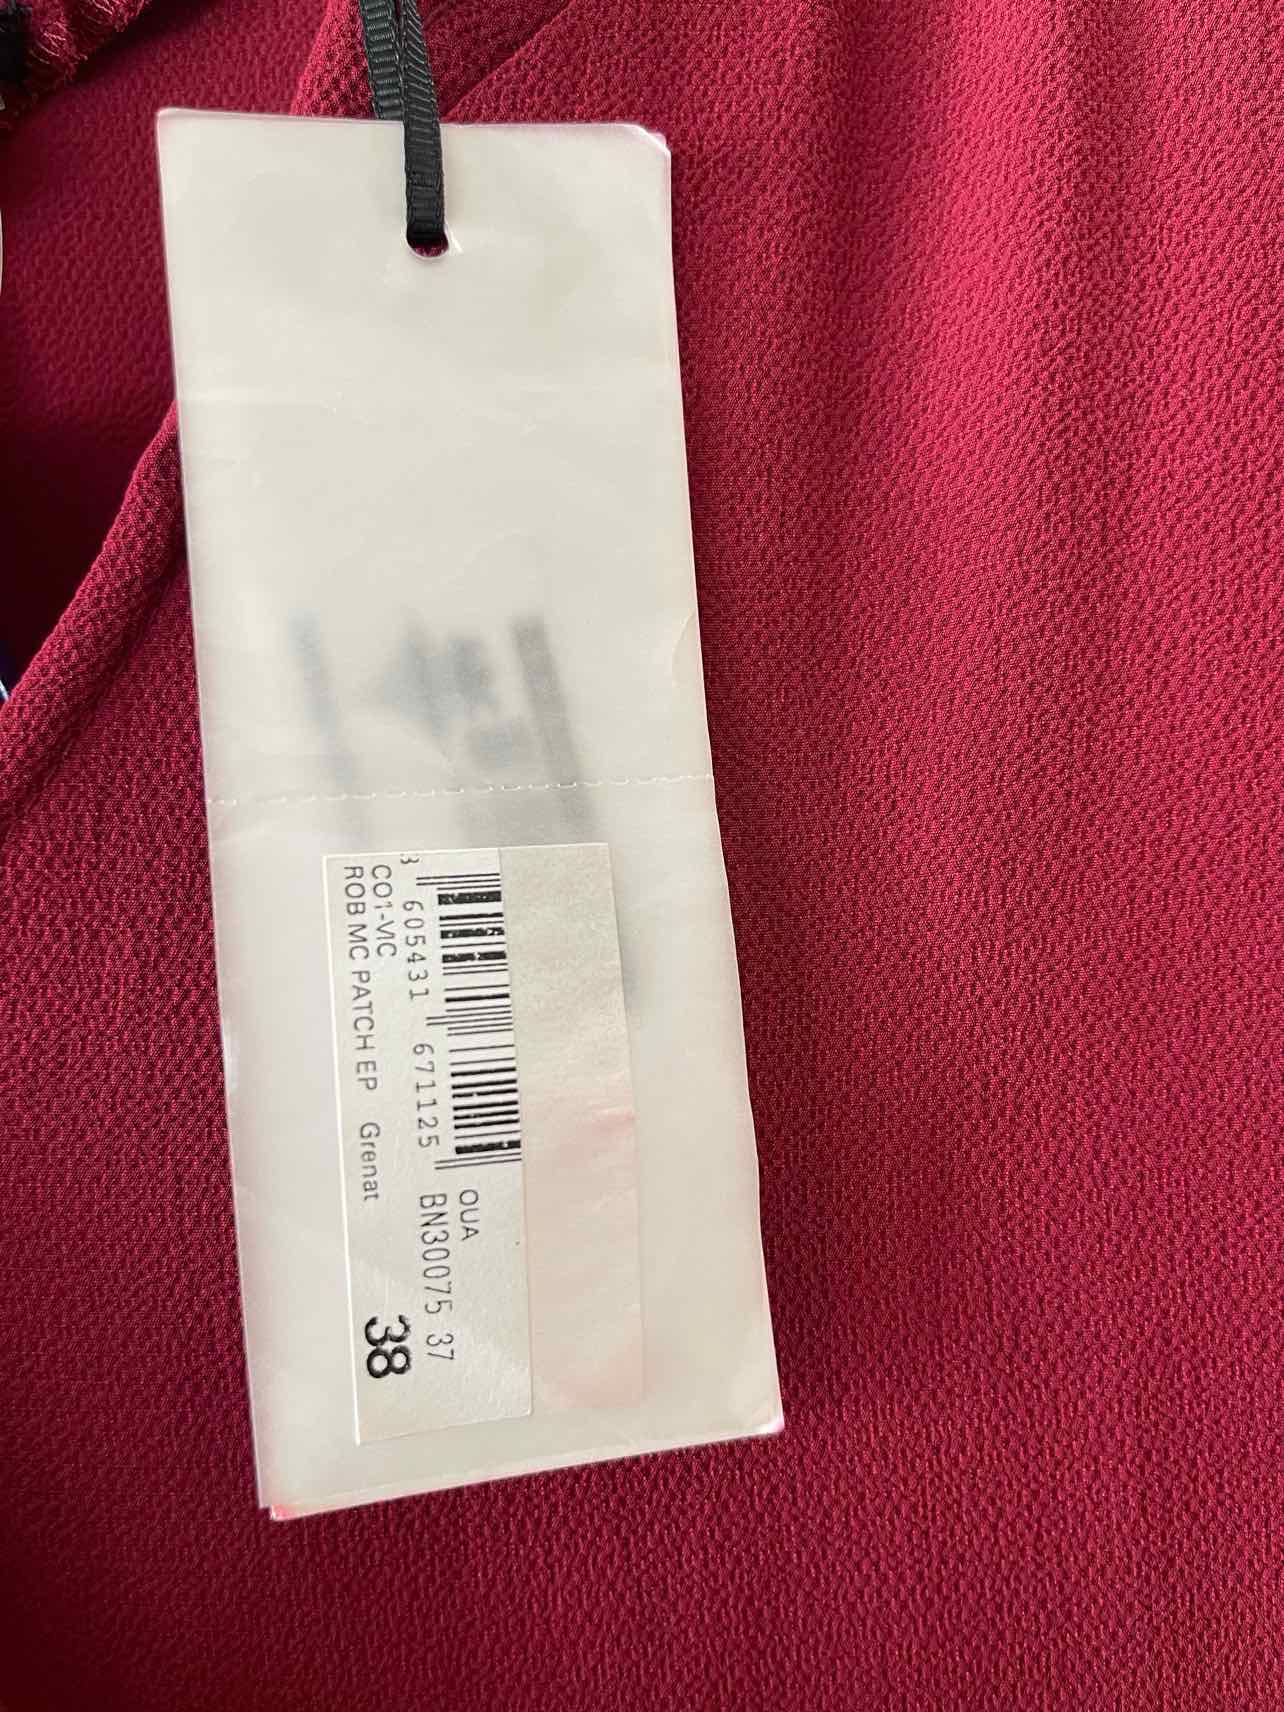 OUA
BN30075 37
3 605431 671125
CO1-VIC
ROB MC PATCH EP Grenat
38